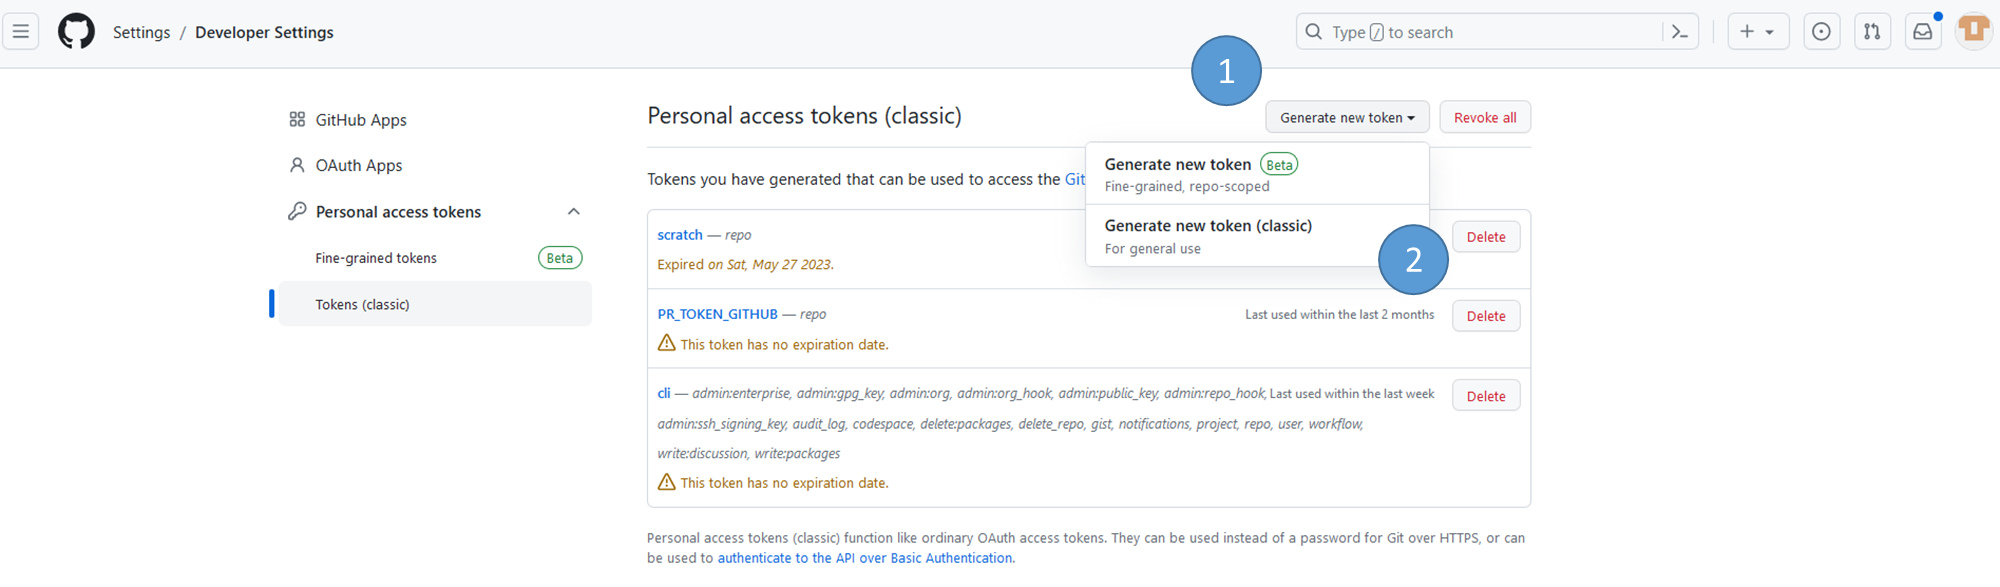 Settings / Developer Settings
Type / to search
1
GitHub Apps
OAuth Apps
Personal access tokens
Fine-grained tokens Beta
Tokens (classic)
Personal access tokens (classic)
Generate new token
Revoke all
Generate new token Beta
Fine-grained, repo-scoped
Generate new token (classic)
For general use
2
Tokens you have generated that can be used to access the Git
scratch — repo
Delete
Expired on Sat, May 27 2023.
PR_TOKEN_GITHUB — repo
Last used within the last 2 months
Delete
This token has no expiration date.
cli — admin:enterprise, admin:gpg_key, admin:org, admin:org_hook, admin:public_key, admin:repo_hook, Last used within the last week
Delete
admin:ssh_signing_key, audit_log, codespace, delete:packages, delete_repo, gist, notifications, project, repo, user, workflow,
write:discussion, write:packages
This token has no expiration date.
Personal access tokens (classic) function like ordinary OAuth access tokens. They can be used instead of a password for Git over HTTPS, or can
be used to authenticate to the API over Basic Authentication.